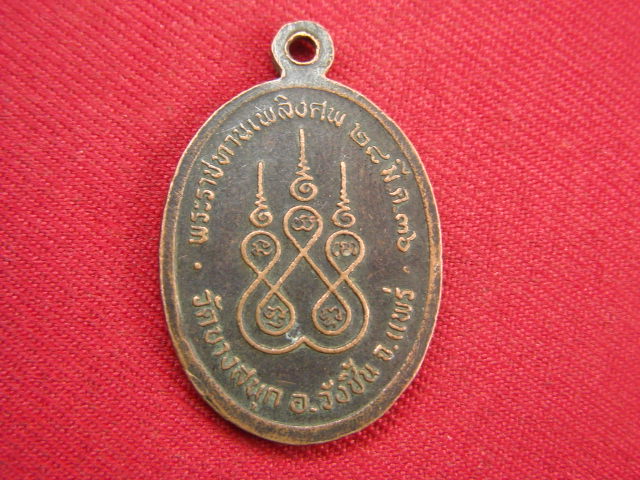 พระราชทานเพลิงศพ ๒๘ มี.ค.๓๖
วัดบางสนุก อ.วังชิ้น จ.แพร่